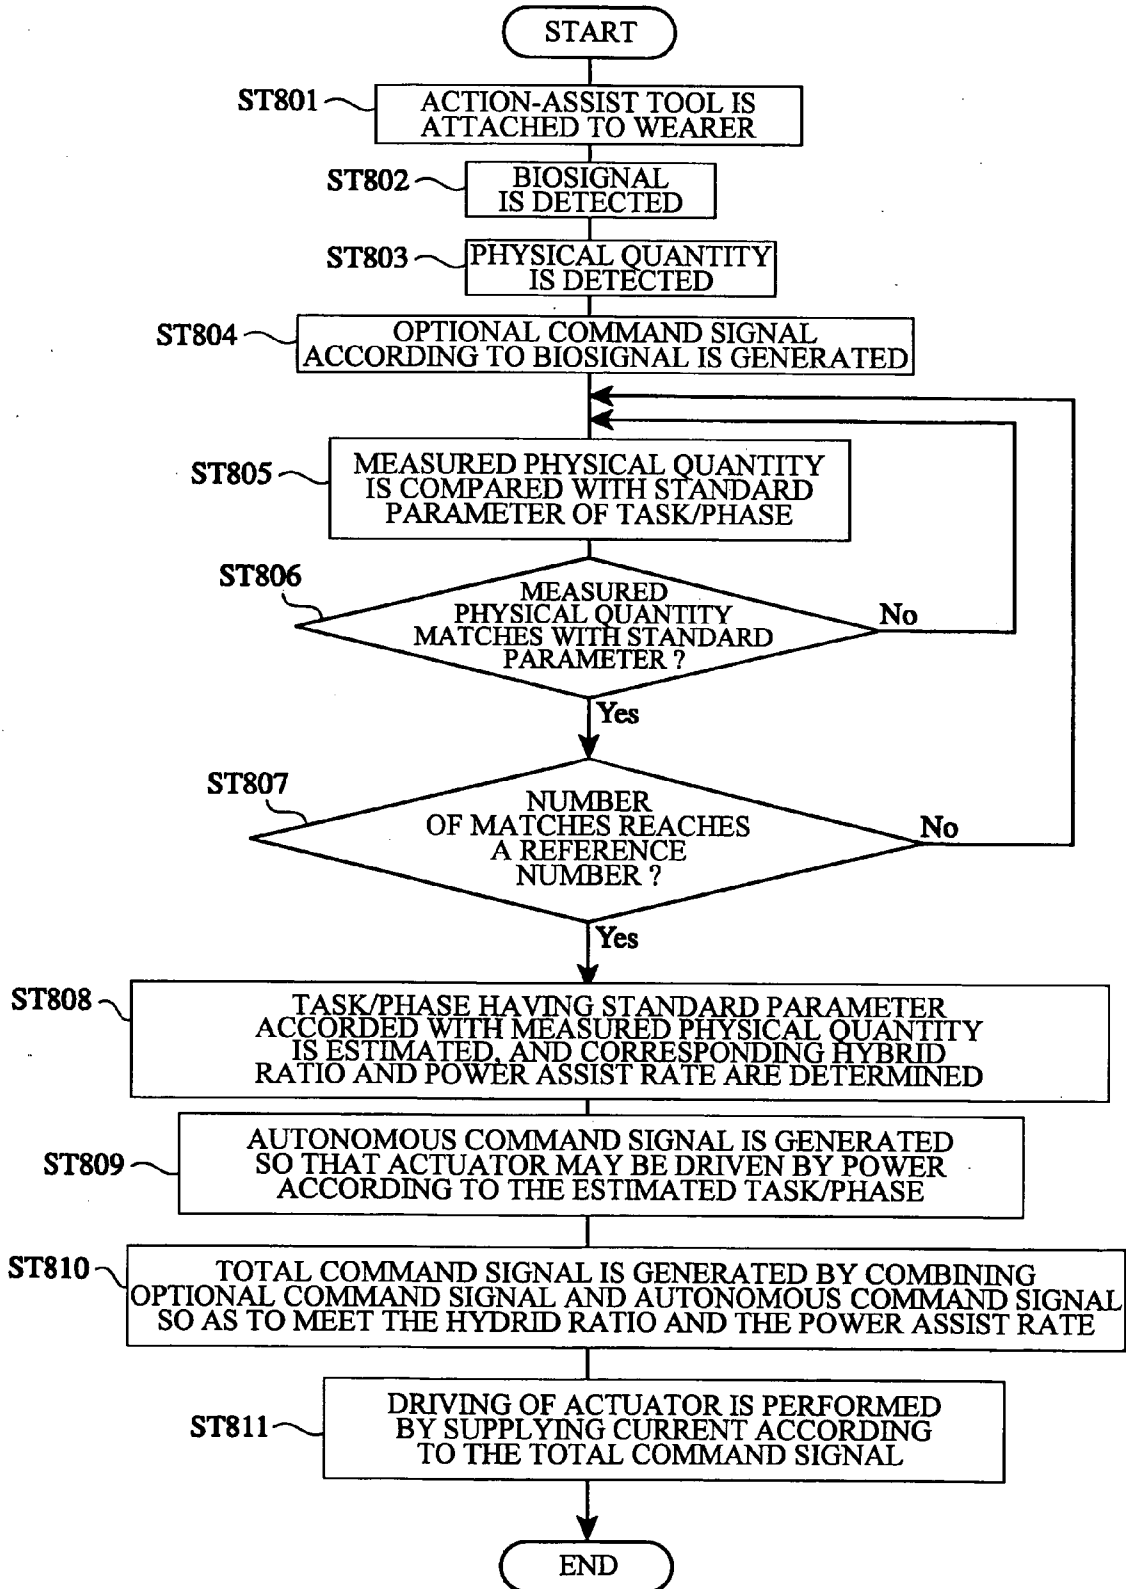 START
ST801
ACTION-ASSIST TOOL IS
ATTACHED TO WEARER
ST802
BIOSIGNAL
IS DETECTED
ST803
PHYSICAL QUANTITY
IS DETECTED
ST804
OPTIONAL COMMAND SIGNAL
ACCORDING TO BIOSIGNAL IS GENERATED
ST805
MEASURED PHYSICAL QUANTITY
IS COMPARED WITH STANDARD
PARAMETER OF TASK/PHASE
ST806
MEASURED
PHYSICAL QUANTITY
MATCHES WITH STANDARD
PARAMETER ?
No
Yes
ST807
NUMBER
OF MATCHES REACHES
A REFERENCE
NUMBER ?
No
Yes
ST808
TASK/PHASE HAVING STANDARD PARAMETER
ACCORDED WITH MEASURED PHYSICAL QUANTITY
IS ESTIMATED, AND CORRESPONDING HYBRID
RATIO AND POWER ASSIST RATE ARE DETERMINED
ST809
AUTONOMOUS COMMAND SIGNAL IS GENERATED
SO THAT ACTUATOR MAY BE DRIVEN BY POWER
ACCORDING TO THE ESTIMATED TASK/PHASE
ST810
TOTAL COMMAND SIGNAL IS GENERATED BY COMBINING
OPTIONAL COMMAND SIGNAL AND AUTONOMOUS COMMAND SIGNAL
SO AS TO MEET THE HYDRID RATIO AND THE POWER ASSIST RATE
ST811
DRIVING OF ACTUATOR IS PERFORMED
BY SUPPLYING CURRENT ACCORDING
TO THE TOTAL COMMAND SIGNAL
END